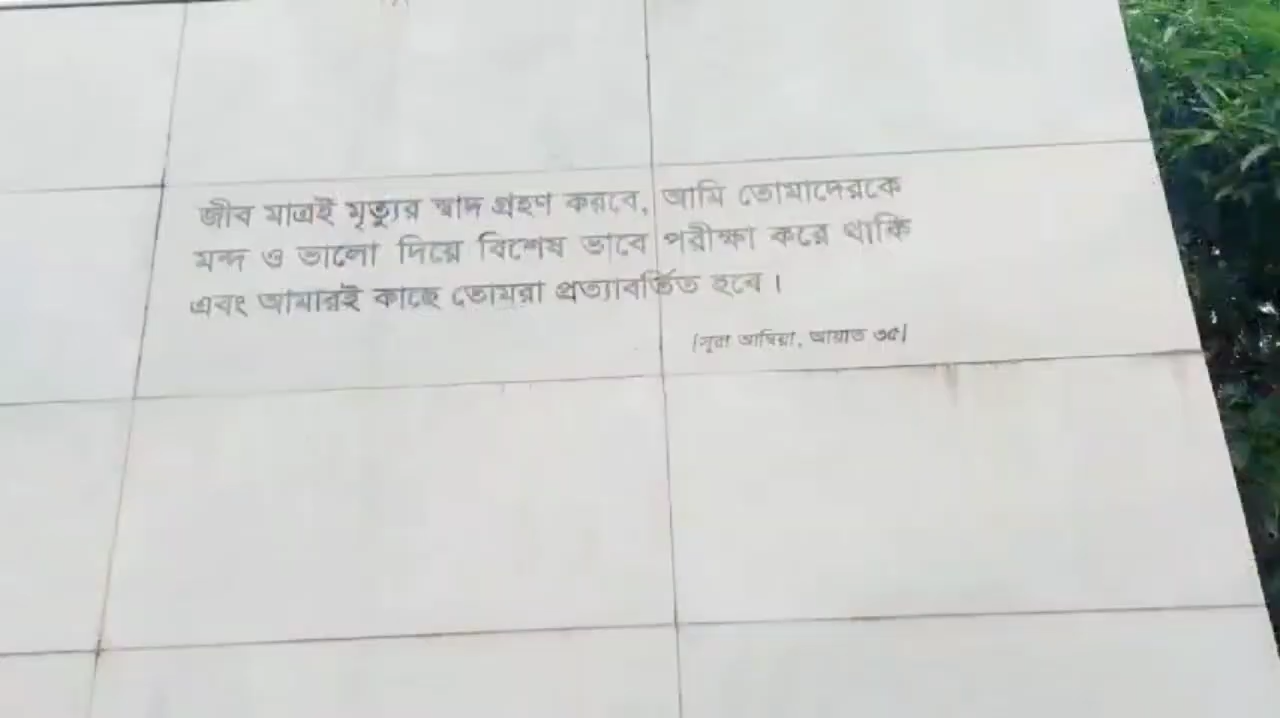 জীব মাত্রই মৃত্যুর স্বাদ গ্রহণ করবে, আমি তোমাদেরকে
মন্দ ও ভালো দিয়ে বিশেষ ভাবে পরীক্ষা করে থাকি
এবং আমারই কাছে তোমরা প্রত্যাবর্তিত হবে।
(সূরা আম্বিয়া, আয়াত ৩৫)